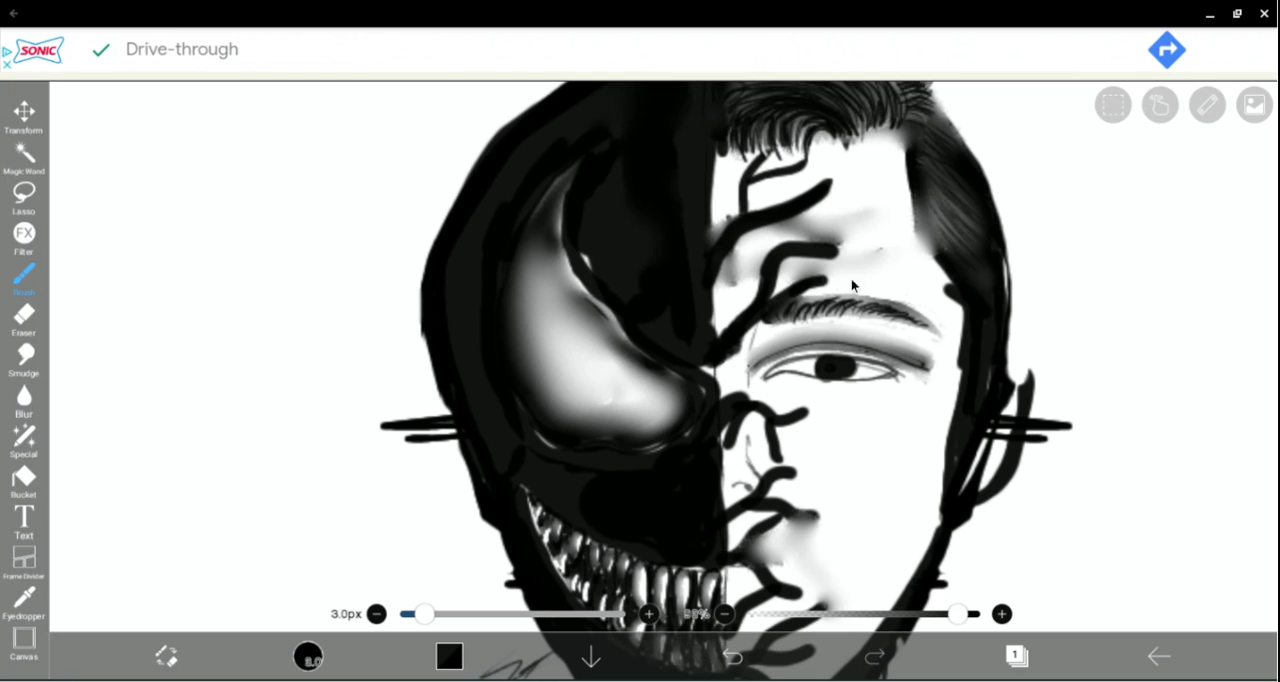 SONIC
Drive-through
Transform
Magic Wand
Lasso
FX
Filter
Brush
Eraser
Smudge
Blur
Special
Bucket
T
Text
Frame Divider
Eyedropper
Canvas
3.0px
3.0
1